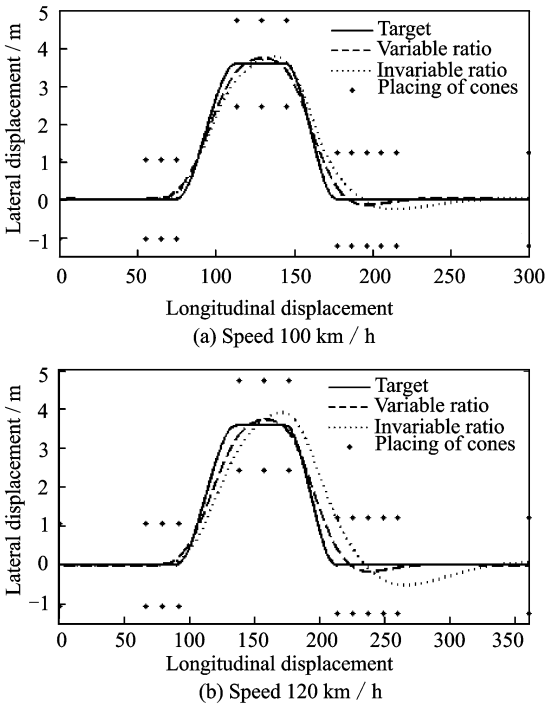 5
4
3
2
1
0
−1
Lateral displacement / m
Target
Variable ratio
Invariable ratio
Placing of cones
0 50 100 150 200 250 300
Longitudinal displacement
(a) Speed 100 km / h
5
4
3
2
1
0
−1
Lateral displacement / m
Target
Variable ratio
Invariable ratio
Placing of cones
0 50 100 150 200 250 300 350
Longitudinal displacement
(b) Speed 120 km / h